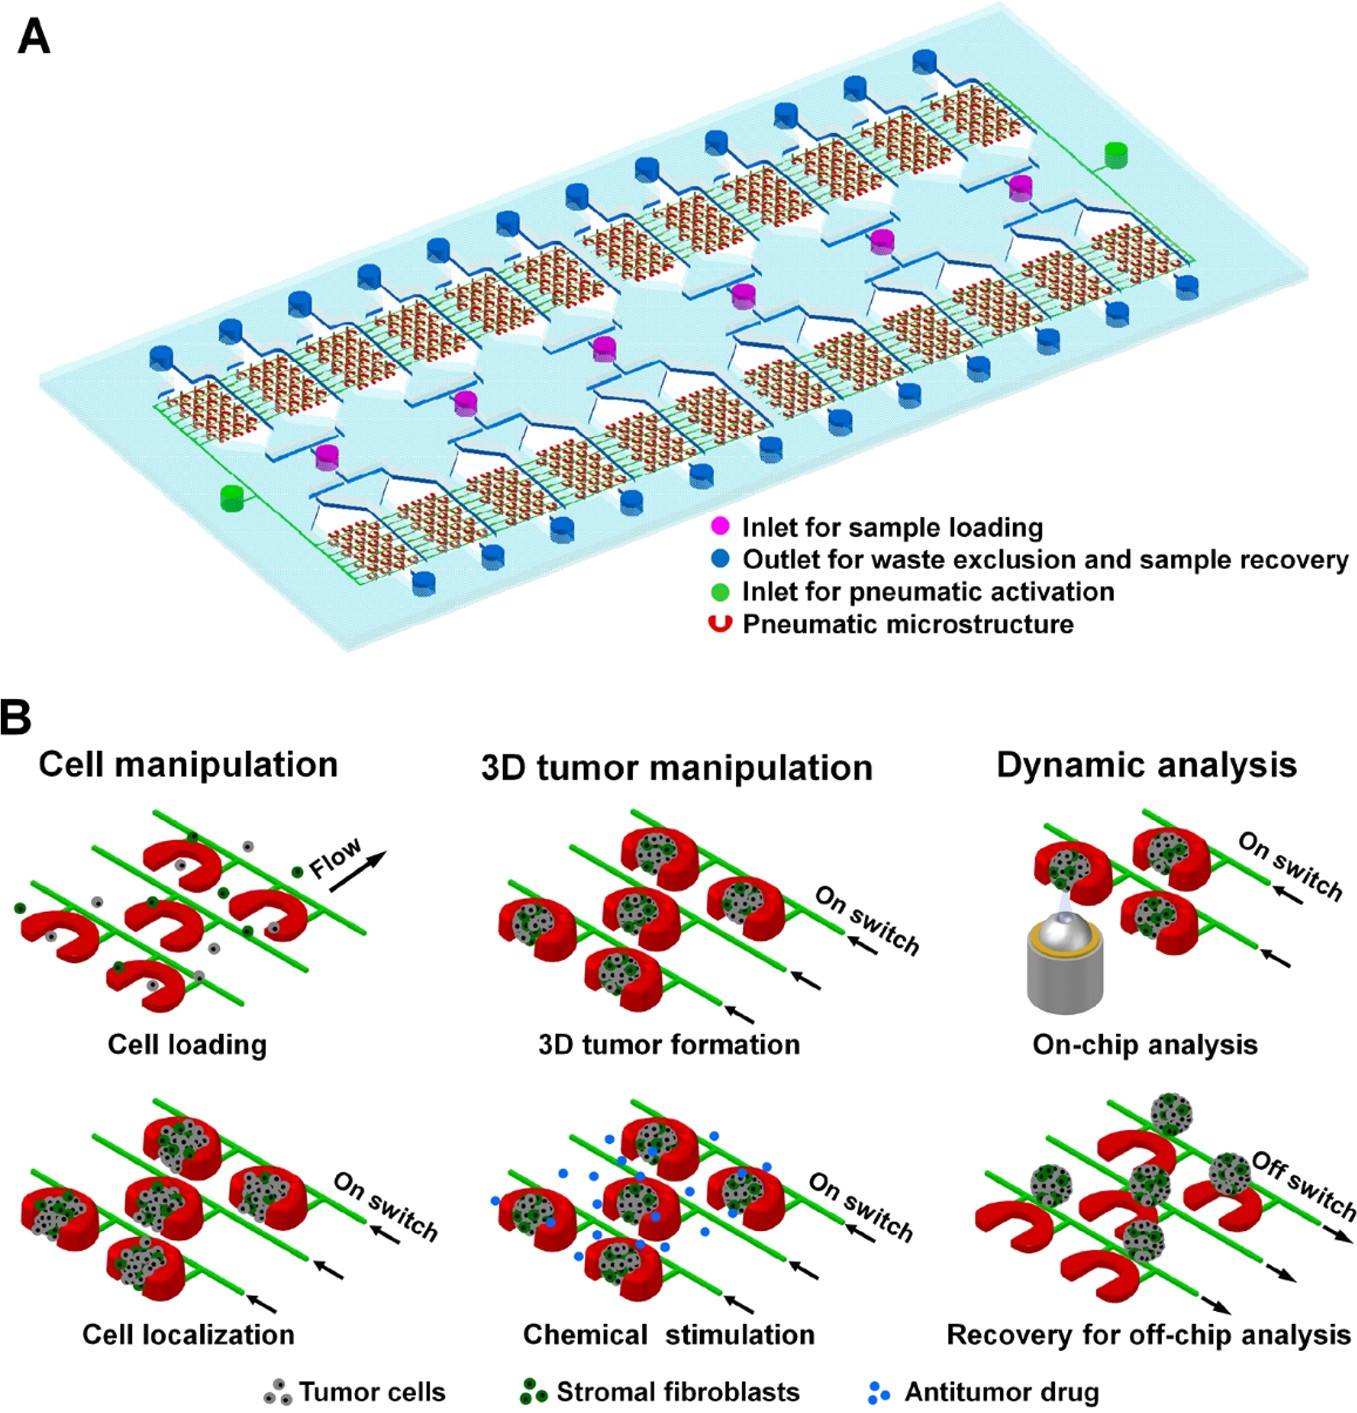 A
Inlet for sample loading
Outlet for waste exclusion and sample recovery
Inlet for pneumatic activation
Pneumatic microstructure
B
Cell manipulation
3D tumor manipulation
Dynamic analysis
Flow
On switch
On switch
Cell loading
3D tumor formation
On-chip analysis
On switch
On switch
Off switch
Cell localization
Chemical stimulation
Recovery for off-chip analysis
Tumor cells
Stromal fibroblasts
Antitumor drug